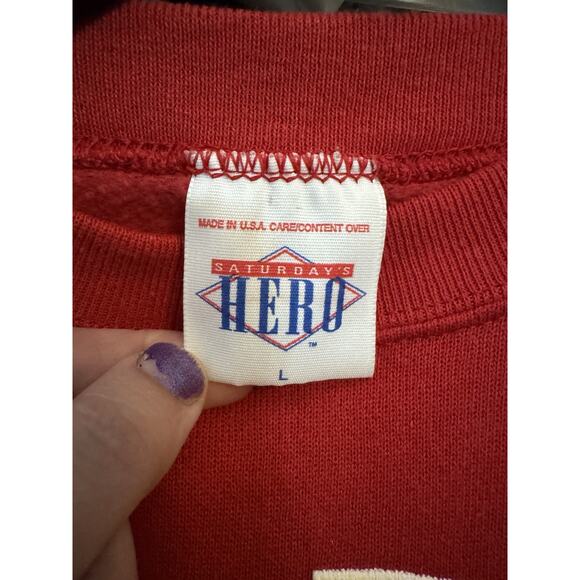 MADE IN U.S.A. CARE/CONTENT OVER
SATURDAY'S
HERO
TM
L